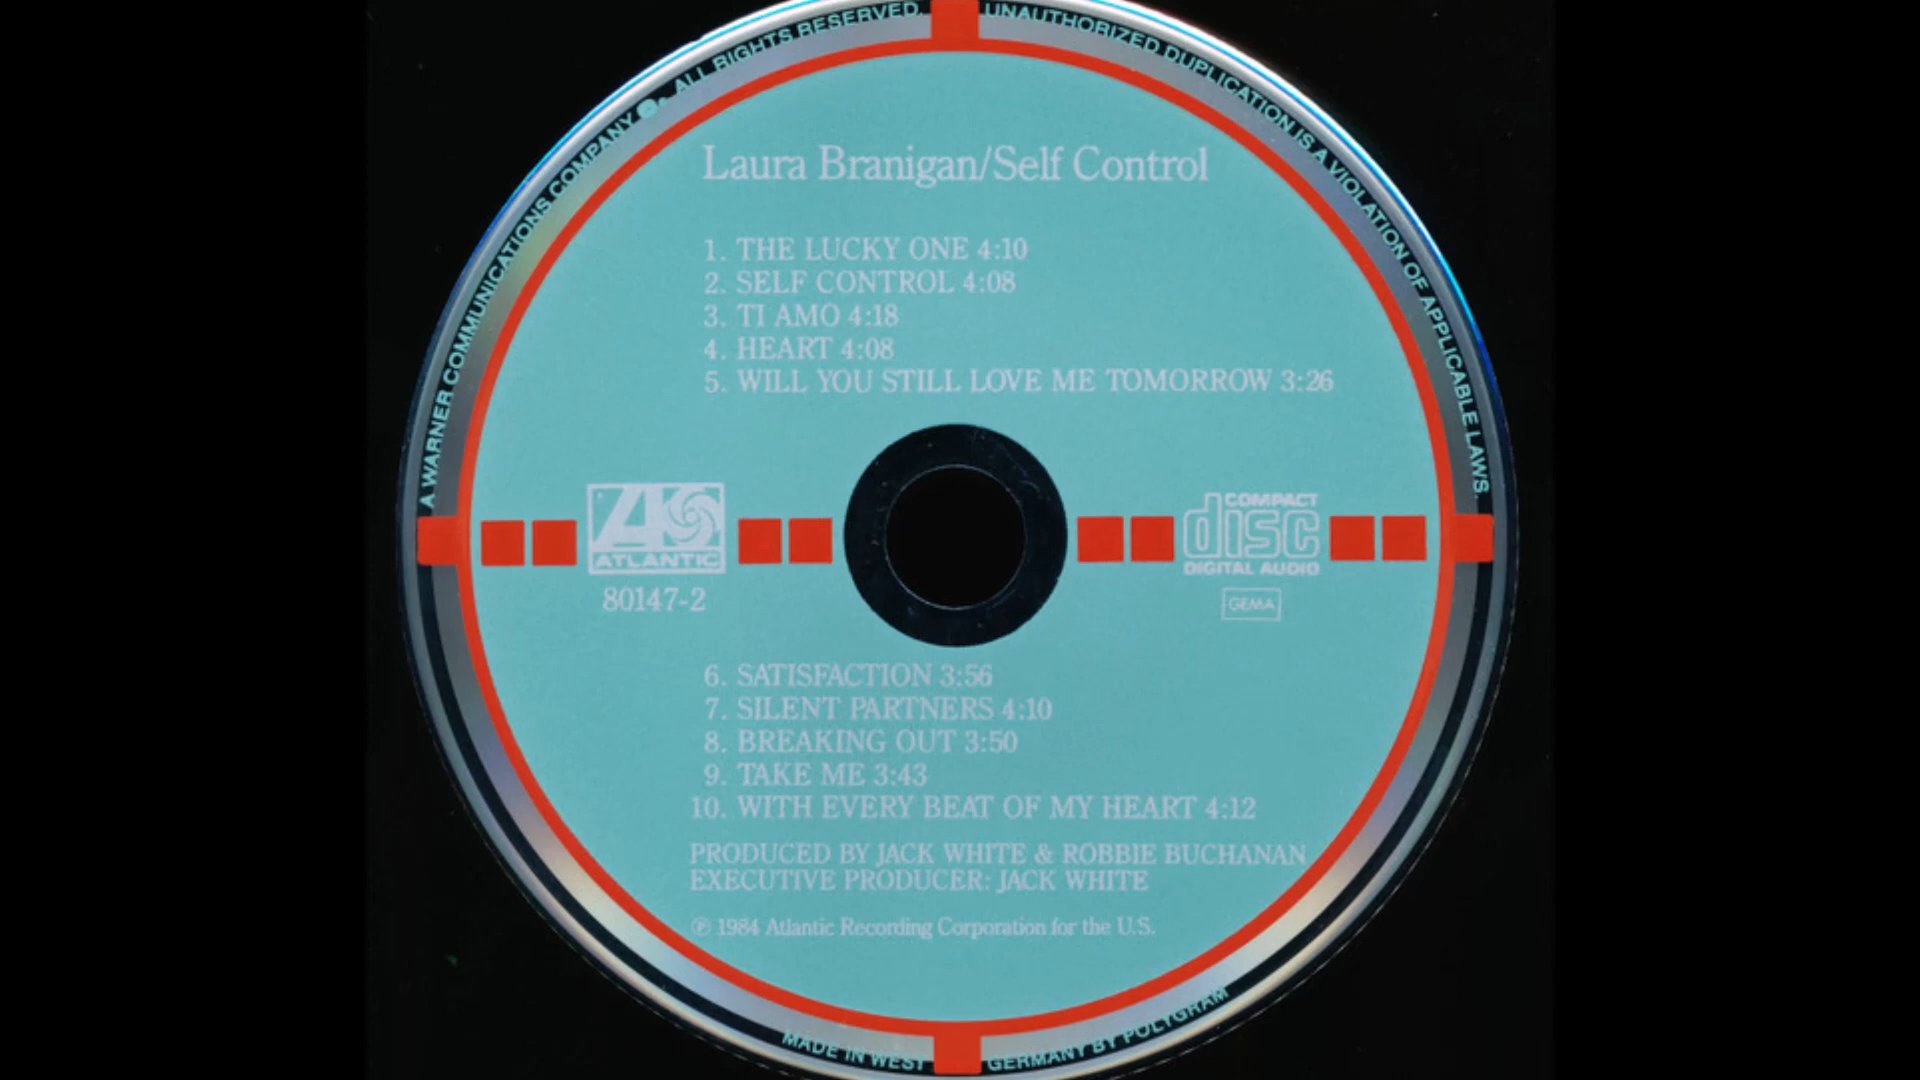 A WARNER COMMUNICATIONS COMPANY ALL RIGHTS RESERVED. UNAUTHORIZED DUPLICATION IS A VIOLATION OF APPLICABLE LAWS.
Laura Branigan/Self Control
1. THE LUCKY ONE 4:10
2. SELF CONTROL 4:08
3. TI AMO 4:18
4. HEART 4:08
5. WILL YOU STILL LOVE ME TOMORROW 3:26
ATLANTIC
80147-2
COMPACT
disc
DIGITAL AUDIO
GEMA
6. SATISFACTION 3:56
7. SILENT PARTNERS 4:10
8. BREAKING OUT 3:50
9. TAKE ME 3:43
10. WITH EVERY BEAT OF MY HEART 4:12
PRODUCED BY JACK WHITE & ROBBIE BUCHANAN
EXECUTIVE PRODUCER: JACK WHITE
℗ 1984 Atlantic Recording Corporation for the U.S.
MADE IN WEST GERMANY BY POLYGRAM